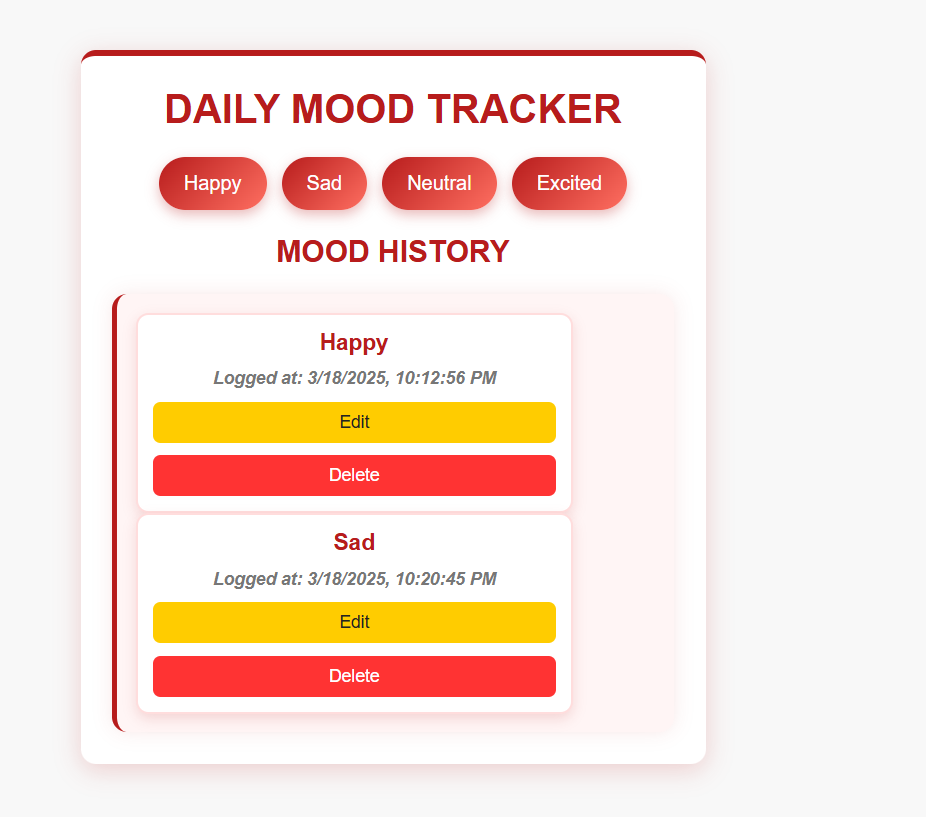 DAILY MOOD TRACKER
Happy Sad Neutral Excited
MOOD HISTORY
Happy
Logged at: 3/18/2025, 10:12:56 PM
Edit
Delete
Sad
Logged at: 3/18/2025, 10:20:45 PM
Edit
Delete